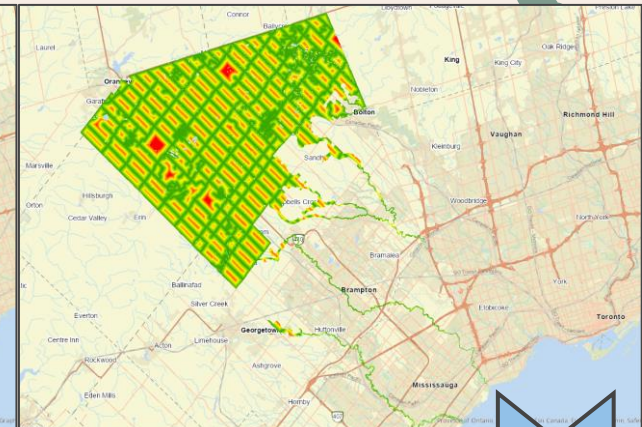 Connor
Laurel
King
Oak Ridges
King City
Nobleton
Bolton
Richmond Hill
Kleinburg
Vaughan
Marsville
Hillsburgh
Orton
Cedar Valley
Erin
Woodbridge
Bramalea
York
Ballinafad
Brampton
Silver Creek
Etobicoke
Toronto
Everton
Georgetown
Huttonville
Centre Inn
Acton
Limehouse
Rockwood
Ashgrove
Mississauga
Eden Mills
Hornby